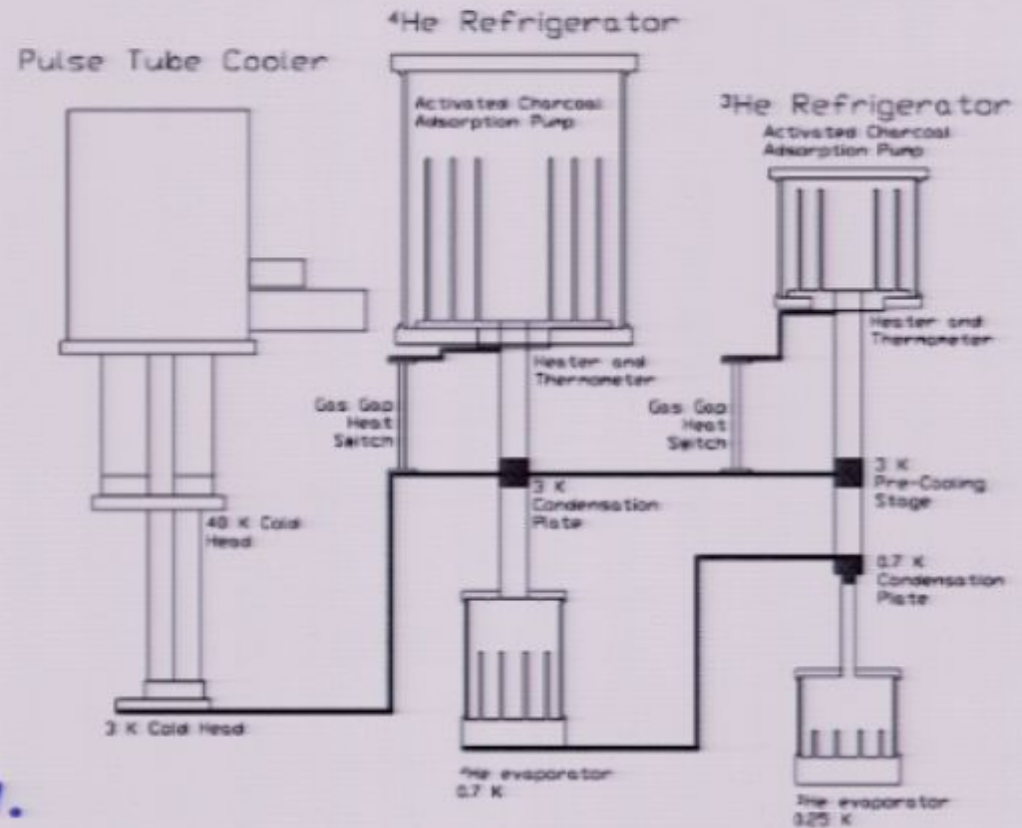 ⁴He Refrigerator
Pulse Tube Cooler
Activated Charcoal
Adsorption Pump
³He Refrigerator
Activated Charcoal
Adsorption Pump
Heater and
Thermometer
Heater and
Thermometer
Gas Gap
Heat
Switch
Gas Gap
Heat
Switch
3 K
Condensation
Plate
3 K
Pre-Cooling
Stage
40 K Cold
Head
0.7 K
Condensation
Plate
3 K Cold Head
⁴He evaporator
0.7 K
³He evaporator
0.25 K